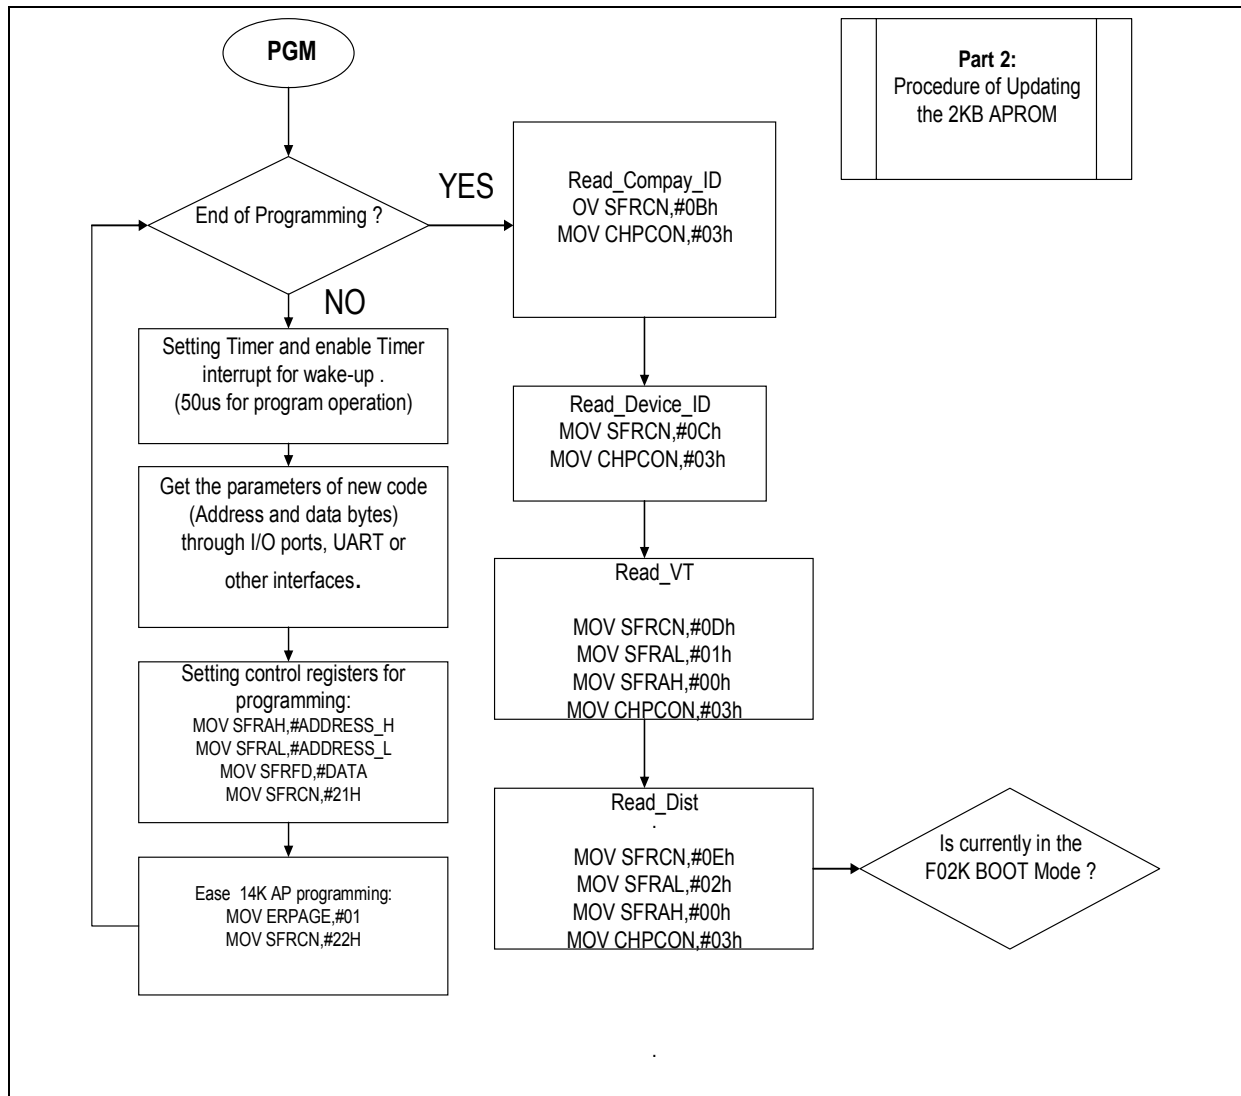 PGM
Part 2:
Procedure of Updating
the 2KB APROM
End of Programming ?
YES
NO
Setting Timer and enable Timer
interrupt for wake-up .
(50us for program operation)
Get the parameters of new code
(Address and data bytes)
through I/O ports, UART or
other interfaces.
Setting control registers for
programming:
MOV SFRAH,#ADDRESS_H
MOV SFRAL,#ADDRESS_L
MOV SFRFD,#DATA
MOV SFRCN,#21H
Ease 14K AP programming:
MOV ERPAGE,#01
MOV SFRCN,#22H
Read_Compay_ID
OV SFRCN,#0Bh
MOV CHPCON,#03h
Read_Device_ID
MOV SFRCN,#0Ch
MOV CHPCON,#03h
Read_VT
MOV SFRCN,#0Dh
MOV SFRAL,#01h
MOV SFRAH,#00h
MOV CHPCON,#03h
Read_Dist
.
MOV SFRCN,#0Eh
MOV SFRAL,#02h
MOV SFRAH,#00h
MOV CHPCON,#03h
Is currently in the
F02K BOOT Mode ?
.